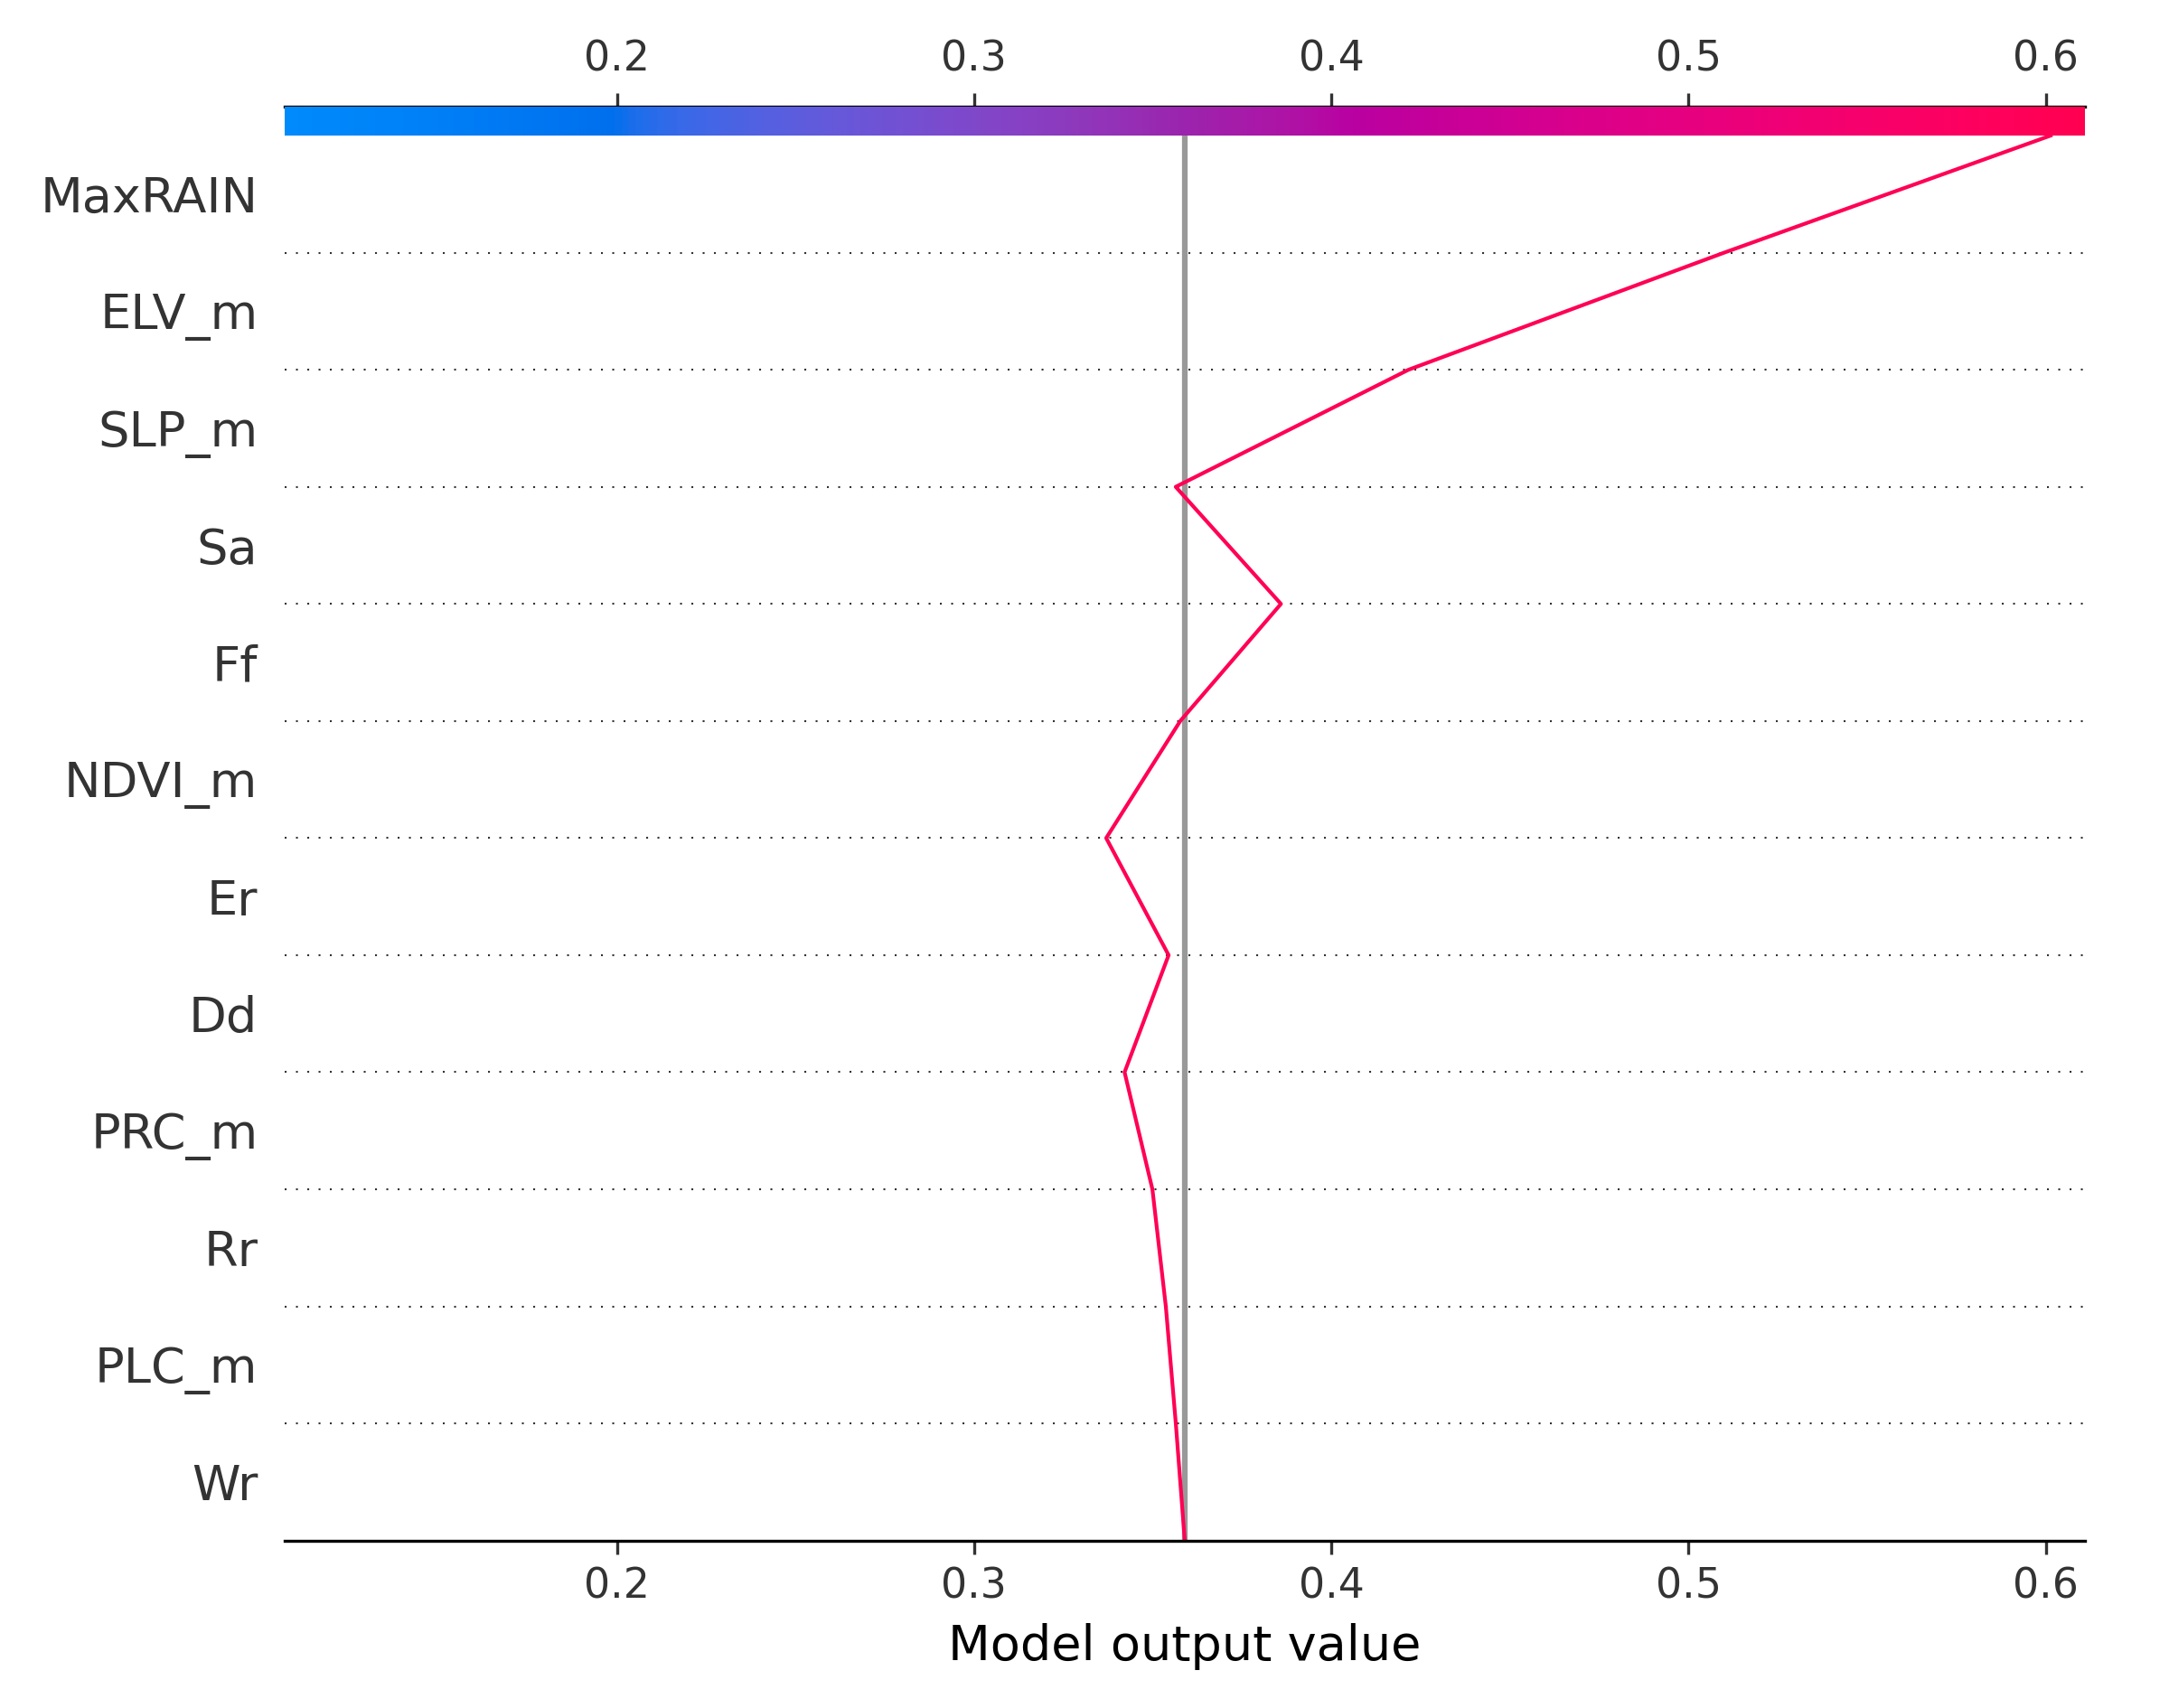 0.2 0.3 0.4 0.5 0.6
MaxRAIN
ELV_m
SLP_m
Sa
Ff
NDVI_m
Er
Dd
PRC_m
Rr
PLC_m
Wr
0.2 0.3 0.4 0.5 0.6
Model output value